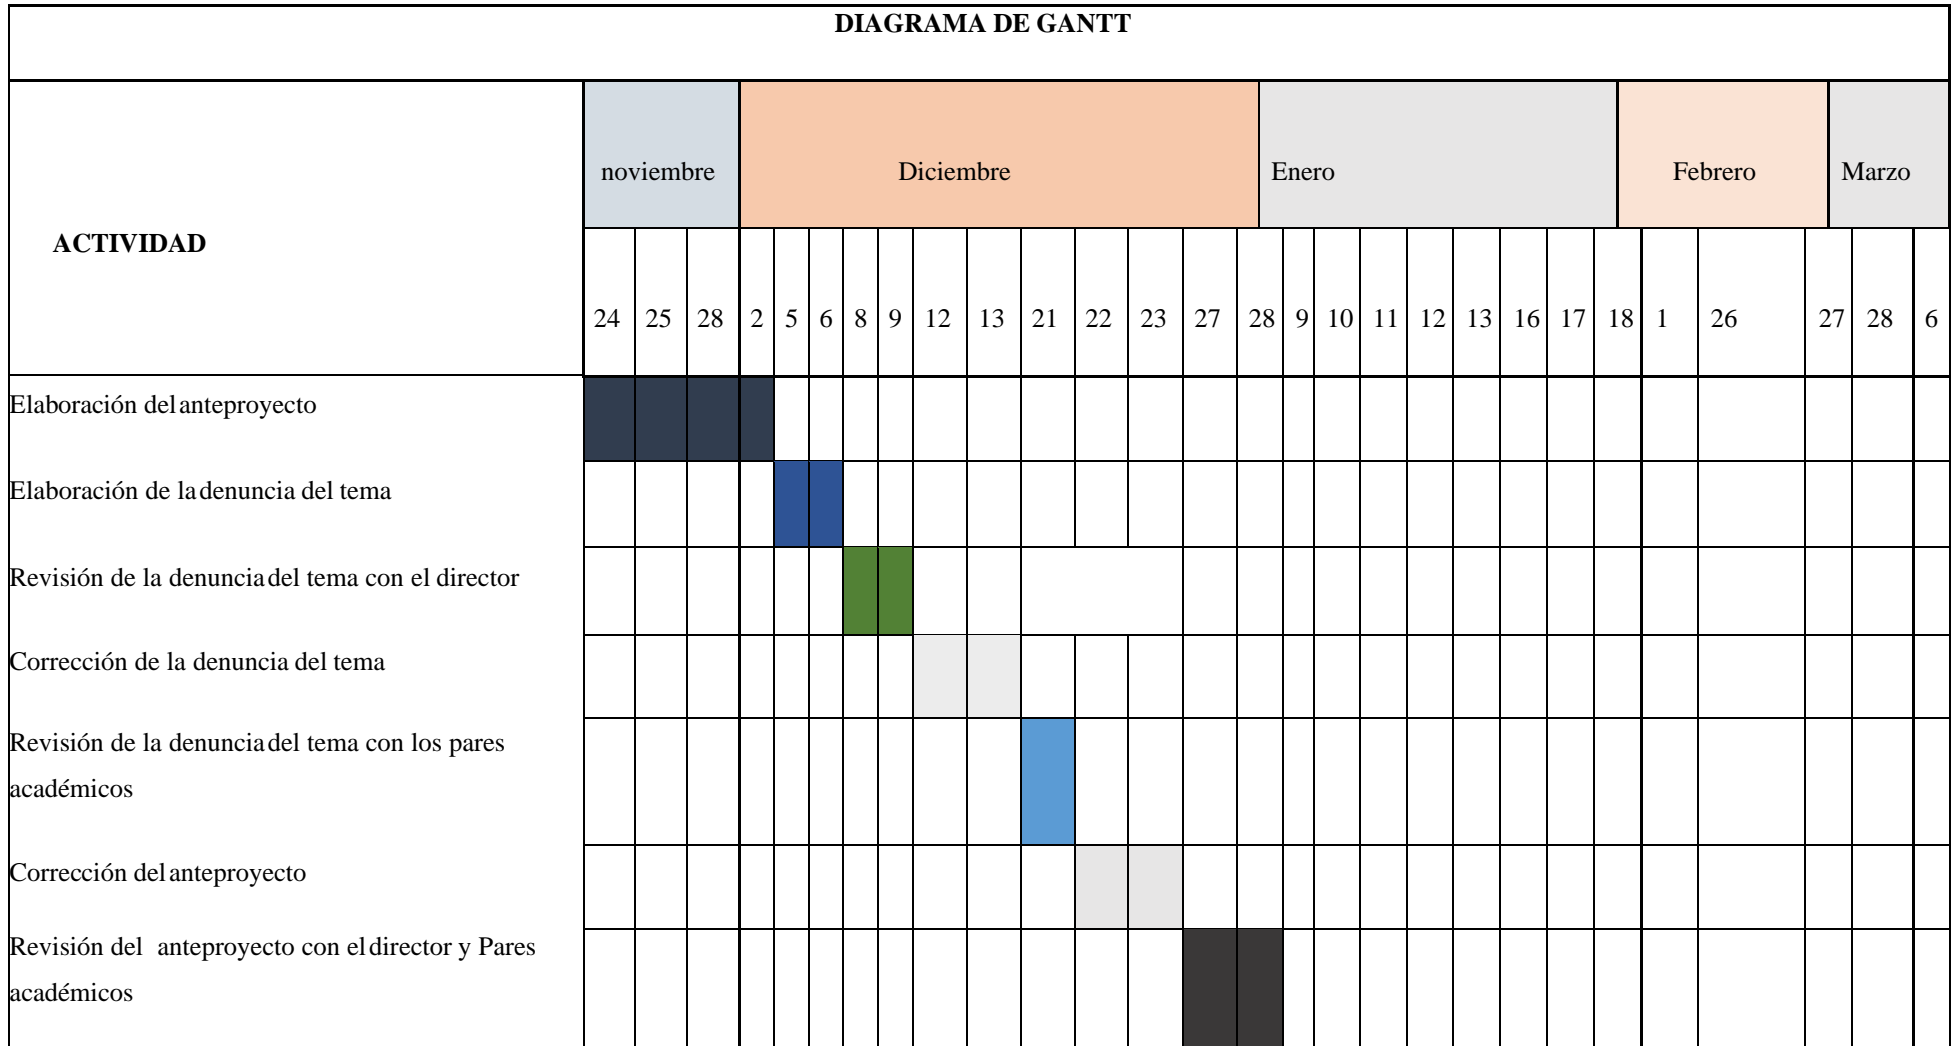 DIAGRAMA DE GANTT
noviembre Diciembre Enero Febrero Marzo
ACTIVIDAD
24 25 28 2 5 6 8 9 12 13 21 22 23 27 28 9 10 11 12 13 16 17 18 1 26 27 28 6
Elaboración del anteproyecto
Elaboración de la denuncia del tema
Revisión de la denuncia del tema con el director
Corrección de la denuncia del tema
Revisión de la denuncia del tema con los pares
académicos
Corrección del anteproyecto
Revisión del anteproyecto con el director y Pares
académicos